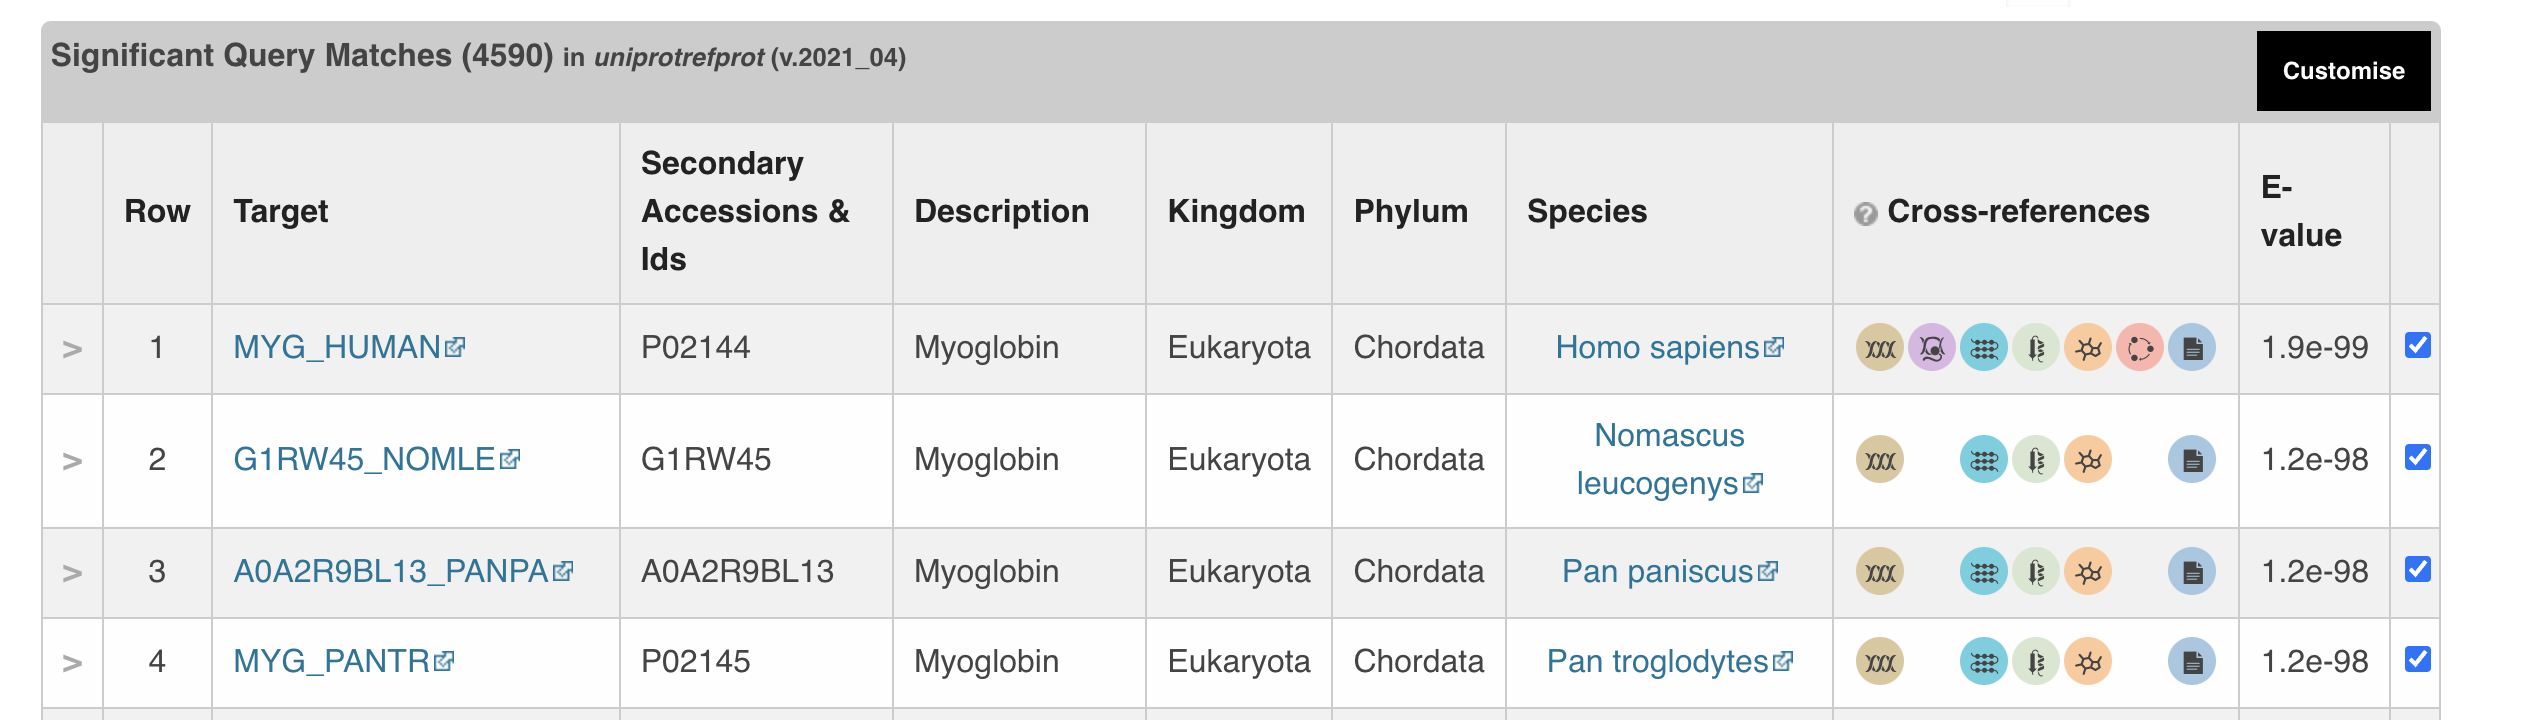 Significant Query Matches (4590) in uniprotrefprot (v.2021_04)
Customise
Row Target Secondary Accessions & Ids Description Kingdom Phylum Species ? Cross-references E-value
> 1 MYG_HUMAN P02144 Myoglobin Eukaryota Chordata Homo sapiens 1.9e-99
> 2 G1RW45_NOMLE G1RW45 Myoglobin Eukaryota Chordata Nomascus leucogenys 1.2e-98
> 3 A0A2R9BL13_PANPA A0A2R9BL13 Myoglobin Eukaryota Chordata Pan paniscus 1.2e-98
> 4 MYG_PANTR P02145 Myoglobin Eukaryota Chordata Pan troglodytes 1.2e-98